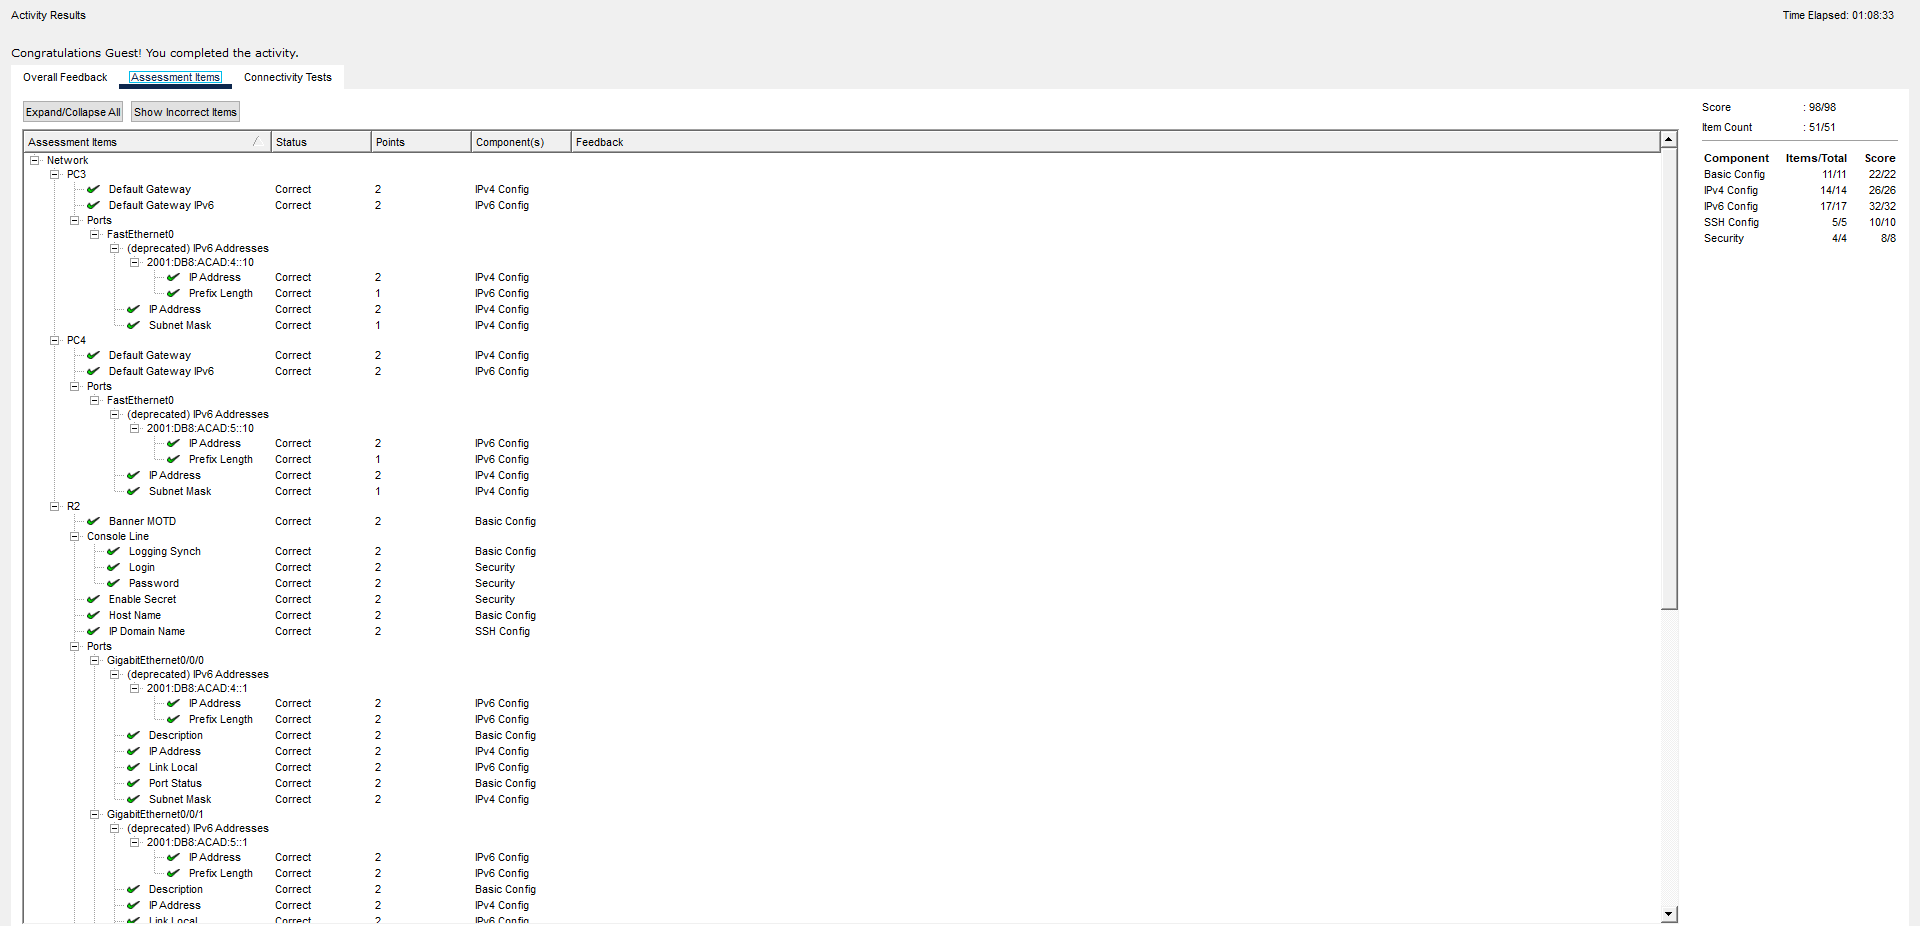 Activity Results
Time Elapsed: 01:08:33
Congratulations Guest! You completed the activity.
Overall Feedback Assessment Items Connectivity Tests
Expand/Collapse All Show Incorrect Items
Assessment Items Status Points Component(s) Feedback
Network
PC3
Default Gateway Correct 2 IPv4 Config
Default Gateway IPv6 Correct 2 IPv6 Config
Ports
FastEthernet0
(deprecated) IPv6 Addresses
2001:DB8:ACAD:4::10
IP Address Correct 2 IPv4 Config
Prefix Length Correct 1 IPv6 Config
IP Address Correct 2 IPv4 Config
Subnet Mask Correct 1 IPv4 Config
PC4
Default Gateway Correct 2 IPv4 Config
Default Gateway IPv6 Correct 2 IPv6 Config
Ports
FastEthernet0
(deprecated) IPv6 Addresses
2001:DB8:ACAD:5::10
IP Address Correct 2 IPv6 Config
Prefix Length Correct 1 IPv6 Config
IP Address Correct 2 IPv4 Config
Subnet Mask Correct 1 IPv4 Config
R2
Banner MOTD Correct 2 Basic Config
Console Line
Logging Synch Correct 2 Basic Config
Login Correct 2 Security
Password Correct 2 Security
Enable Secret Correct 2 Security
Host Name Correct 2 Basic Config
IP Domain Name Correct 2 SSH Config
Ports
GigabitEthernet0/0/0
(deprecated) IPv6 Addresses
2001:DB8:ACAD:4::1
IP Address Correct 2 IPv6 Config
Prefix Length Correct 2 IPv6 Config
Description Correct 2 Basic Config
IP Address Correct 2 IPv4 Config
Link Local Correct 2 IPv6 Config
Port Status Correct 2 Basic Config
Subnet Mask Correct 2 IPv4 Config
GigabitEthernet0/0/1
(deprecated) IPv6 Addresses
2001:DB8:ACAD:5::1
IP Address Correct 2 IPv6 Config
Prefix Length Correct 2 IPv6 Config
Description Correct 2 Basic Config
IP Address Correct 2 IPv4 Config
Link Local Correct 2 IPv6 Config
Score : 98/98
Item Count : 51/51
Component Items/Total Score
Basic Config 11/11 22/22
IPv4 Config 14/14 26/26
IPv6 Config 17/17 32/32
SSH Config 5/5 10/10
Security 4/4 8/8